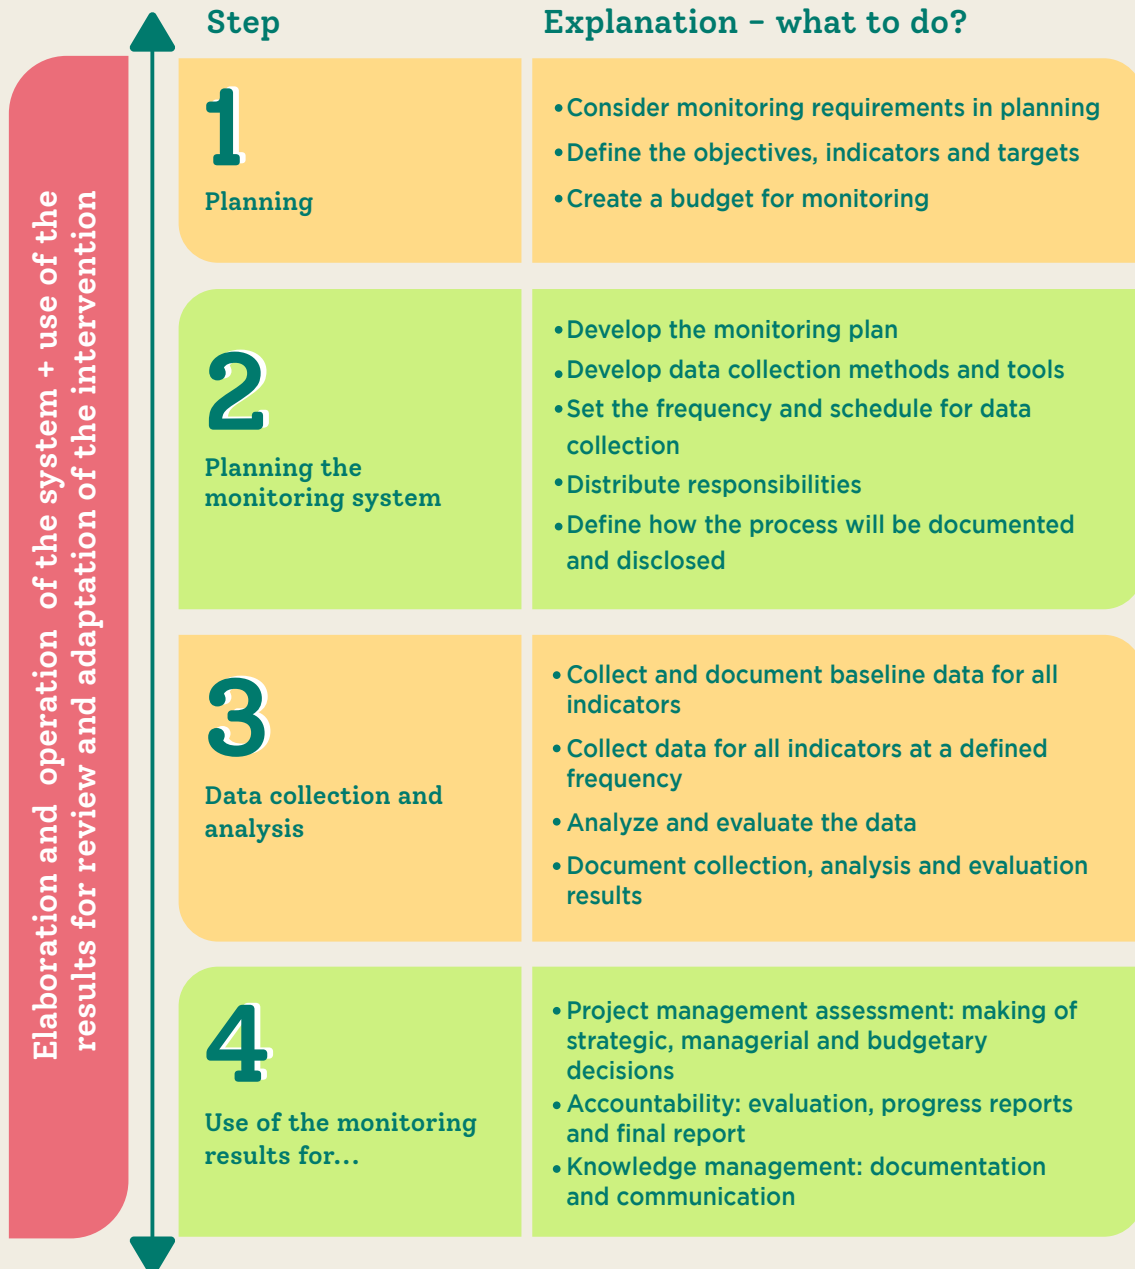 Step
Explanation – what to do?
Elaboration and operation of the system + use of the
results for review and adaptation of the intervention
1
Planning
•Consider monitoring requirements in planning
•Define the objectives, indicators and targets
•Create a budget for monitoring
2
Planning the
monitoring system
•Develop the monitoring plan
•Develop data collection methods and tools
•Set the frequency and schedule for data
collection
•Distribute responsibilities
•Define how the process will be documented
and disclosed
3
Data collection and
analysis
•Collect and document baseline data for all
indicators
•Collect data for all indicators at a defined
frequency
•Analyze and evaluate the data
•Document collection, analysis and evaluation
results
4
Use of the monitoring
results for...
•Project management assessment: making of
strategic, managerial and budgetary
decisions
•Accountability: evaluation, progress reports
and final report
•Knowledge management: documentation
and communication